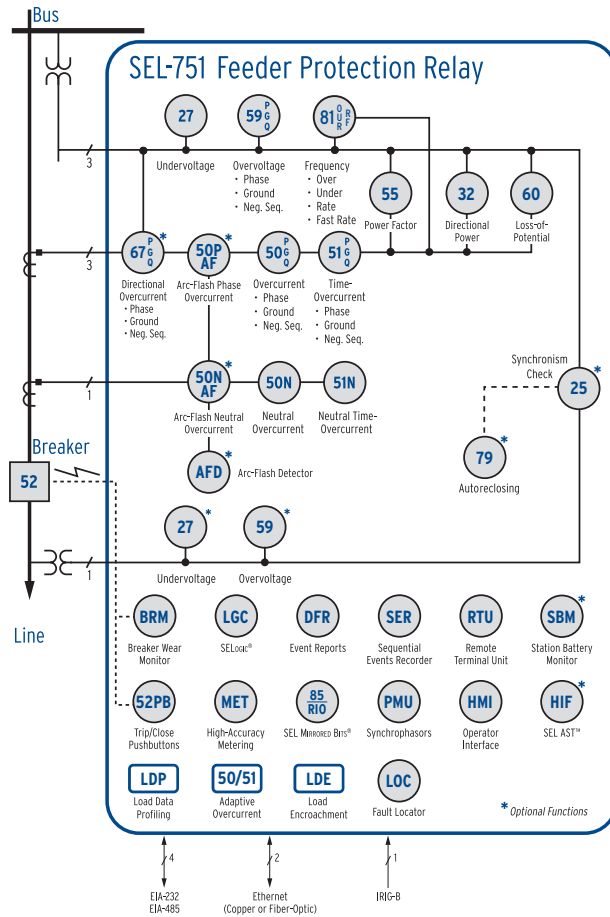 Bus
SEL-751 Feeder Protection Relay
27
59 P G Q
81 O U R RF
3
Undervoltage
Overvoltage
• Phase
• Ground
• Neg. Seq.
Frequency
• Over
• Under
• Rate
• Fast Rate
55
Power Factor
32
Directional
Power
60
Loss-of-
Potential
3
67 P G Q *
50P AF *
50 P G Q
51 P G Q
Directional
Overcurrent
• Phase
• Ground
• Neg. Seq.
Arc-Flash Phase
Overcurrent
Overcurrent
• Phase
• Ground
• Neg. Seq.
Time-
Overcurrent
• Phase
• Ground
• Neg. Seq.
Synchronism
Check
25 *
1
50N AF *
50N
51N
Arc-Flash Neutral
Overcurrent
Neutral
Overcurrent
Neutral Time-
Overcurrent
Breaker
52
AFD *
Arc-Flash Detector
79 *
Autoreclosing
27 *
59 *
1
Undervoltage
Overvoltage
Line
BRM
LGC
DFR
SER
RTU
SBM *
Breaker Wear
Monitor
SELOGIC®
Event Reports
Sequential
Events Recorder
Remote
Terminal Unit
Station Battery
Monitor
52PB
MET
85
RIO
PMU
HMI
HIF *
Trip/Close
Pushbuttons
High-Accuracy
Metering
SEL MIRRORED BITS®
Synchrophasors
Operator
Interface
SEL AST™
LDP
50/51
LDE
LOC
Load Data
Profiling
Adaptive
Overcurrent
Load
Encroachment
Fault Locator
* Optional Functions
4
2
1
EIA-232
EIA-485
Ethernet
(Copper or Fiber-Optic)
IRIG-B